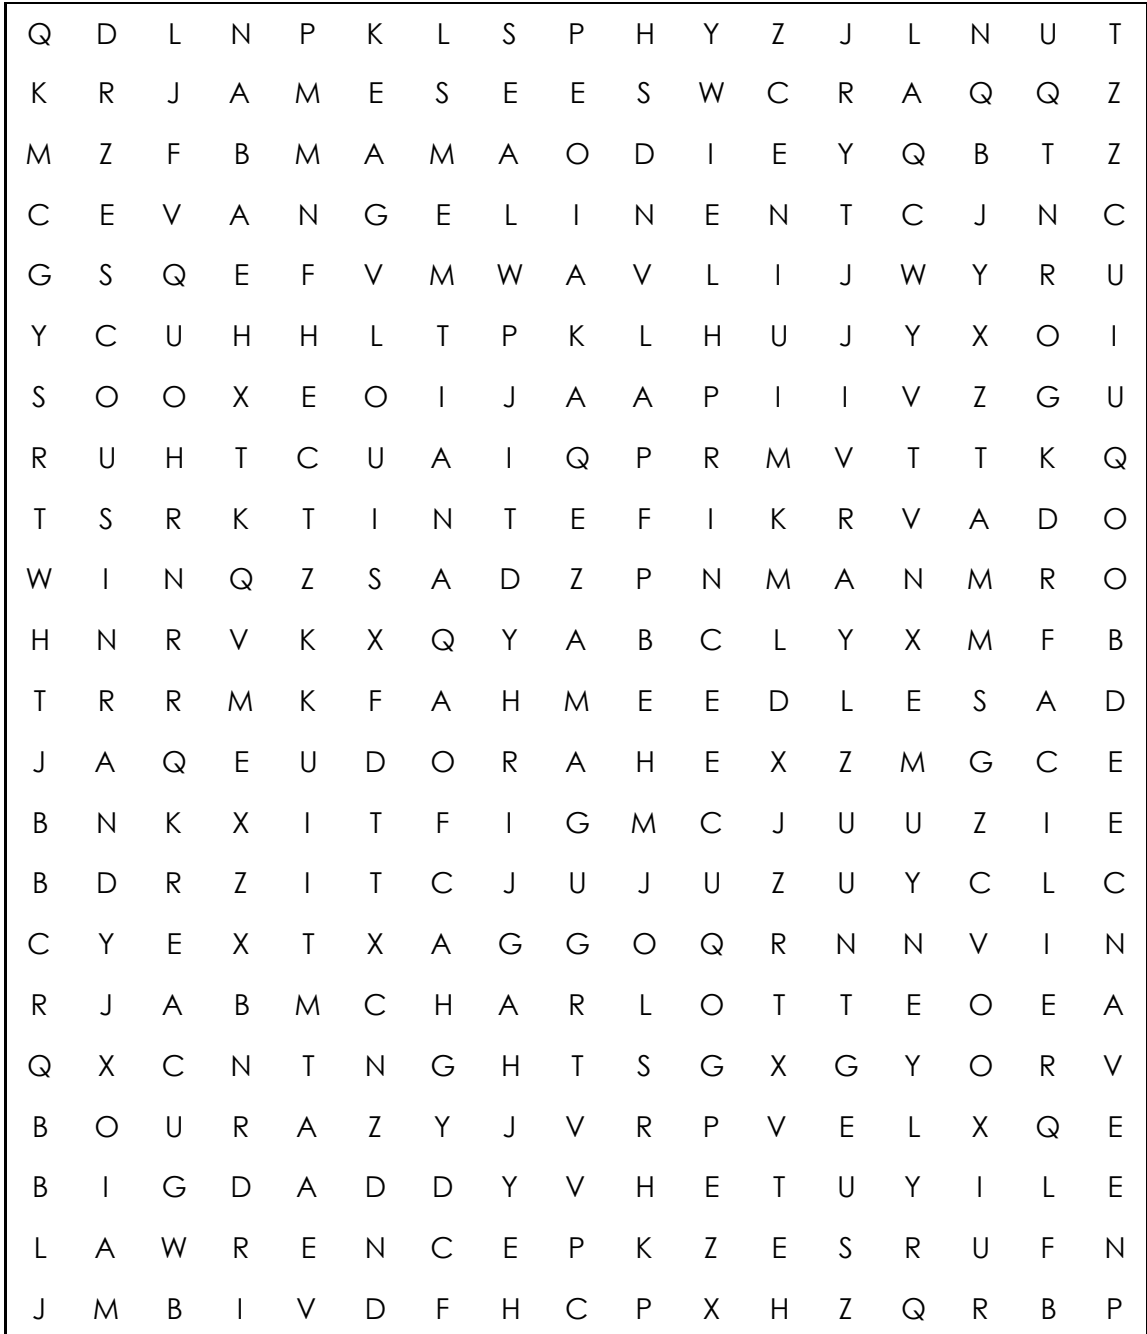 Q D L N P K L S P H Y Z J L N U T
K R J A M E S E E S W C R A Q Q Z
M Z F B M A M A O D I E Y Q B T Z
C E V A N G E L I N E N T C J N C
G S Q E F V M W A V L I J W Y R U
Y C U H H L T P K L H U J Y X O I
S O O X E O I J A A P I I V Z G U
R U H T C U A I Q P R M V T T K Q
T S R K T I N T E F I K R V A D O
W I N Q Z S A D Z P N M A N M R O
H N R V K X Q Y A B C L Y X M F B
T R R M K F A H M E E D L E S A D
J A Q E U D O R A H E X Z M G C E
B N K X I T F I G M C J U U Z I E
B D R Z I T C J U J U Z U Y C L C
C Y E X T X A G G O Q R N N V I N
R J A B M C H A R L O T T E O E A
Q X C N T N G H T S G X G Y O R V
B O U R A Z Y J V R P V E L X Q E
B I G D A D D Y V H E T U Y I L E
L A W R E N C E P K Z E S R U F N
J M B I V D F H C P X H Z Q R B P